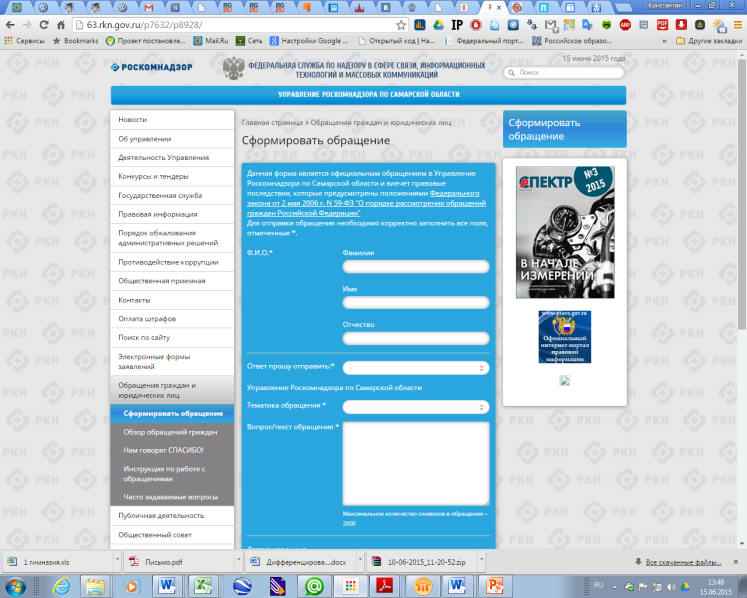 Константин
63.rkn.gov.ru/p7632/p8928/
Сервисы
Bookmarks
Проект постановле...
Mail.Ru
Сеть
Настройки Google ...
Открытый код | На...
Федеральный порт...
Российское образо...
»
Другие закладки
РОСКОМНАДЗОР
ФЕДЕРАЛЬНАЯ СЛУЖБА ПО НАДЗОРУ В СФЕРЕ СВЯЗИ, ИНФОРМАЦИОННЫХ
ТЕХНОЛОГИЙ И МАССОВЫХ КОММУНИКАЦИЙ
15 июня 2015 года
Поиск
УПРАВЛЕНИЕ РОСКОМНАДЗОРА ПО САМАРСКОЙ ОБЛАСТИ
Новости
Об управлении
Деятельность Управления
Конкурсы и тендеры
Государственная служба
Правовая информация
Порядок обжалования
административных решений
Противодействие коррупции
Общественная приемная
Контакты
Оплата штрафов
Поиск по сайту
Электронные формы
заявлений
Обращения граждан и
юридических лиц
Сформировать обращение
Обзор обращений граждан
Нам говорят СПАСИБО!
Инструкция по работе с
обращениями
Часто задаваемые вопросы
Публичная деятельность
Общественный совет
Главная страница > Обращения граждан и юридических лиц
Сформировать обращение
Данная форма является официальным обращением в Управление
Роскомнадзора по Самарской области и влечет правовые
последствия, которые предусмотрены положениями Федерального
закона от 2 мая 2006 г. N 59-ФЗ "О порядке рассмотрения обращений
граждан Российской Федерации"
Для отправки обращения необходимо корректно заполнить все поля,
отмеченные *.
Ф.И.О.*
Фамилия
Имя
Отчество
Ответ прошу отправить:*
Управление Роскомнадзора по Самарской области
Тематика обращения *
Вопрос/текст обращения *
Максимальное количество символов в обращении –
2000
Сформировать
обращение
СПЕКТР
№3
2015
В НАЧАЛЕ
ИЗМЕРЕНИЙ
www.pravo.gov.ru
Официальный
интернет-портал
правовой
информации
1 гимназия.xls
Письмо.pdf
Дифференцирова....docx
10-06-2015_11-20-52.zip
Все скачанные файлы...
RU
13:48
15.06.2015